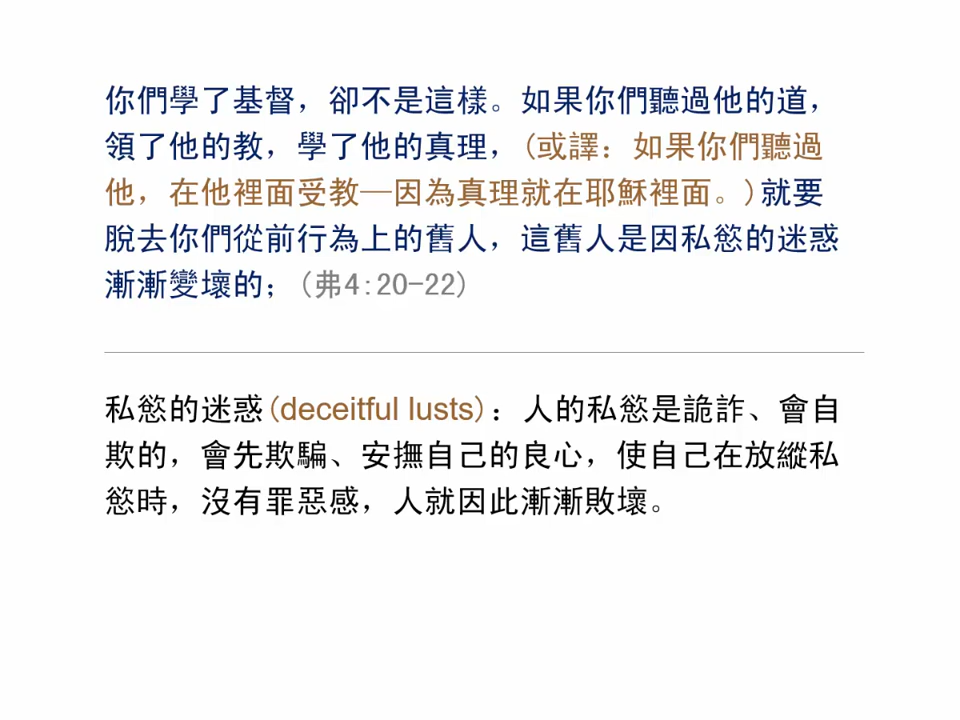 你們學了基督，卻不是這樣。如果你們聽過他的道，
領了他的教，學了他的真理，(或譯：如果你們聽過
他，在他裡面受教—因為真理就在耶穌裡面。)就要
脫去你們從前行為上的舊人，這舊人是因私慾的迷惑
漸漸變壞的；(弗4:20-22)
私慾的迷惑(deceitful lusts)：人的私慾是詭詐、會自
欺的，會先欺騙、安撫自己的良心，使自己在放縱私
慾時，沒有罪惡感，人就因此漸漸敗壞。